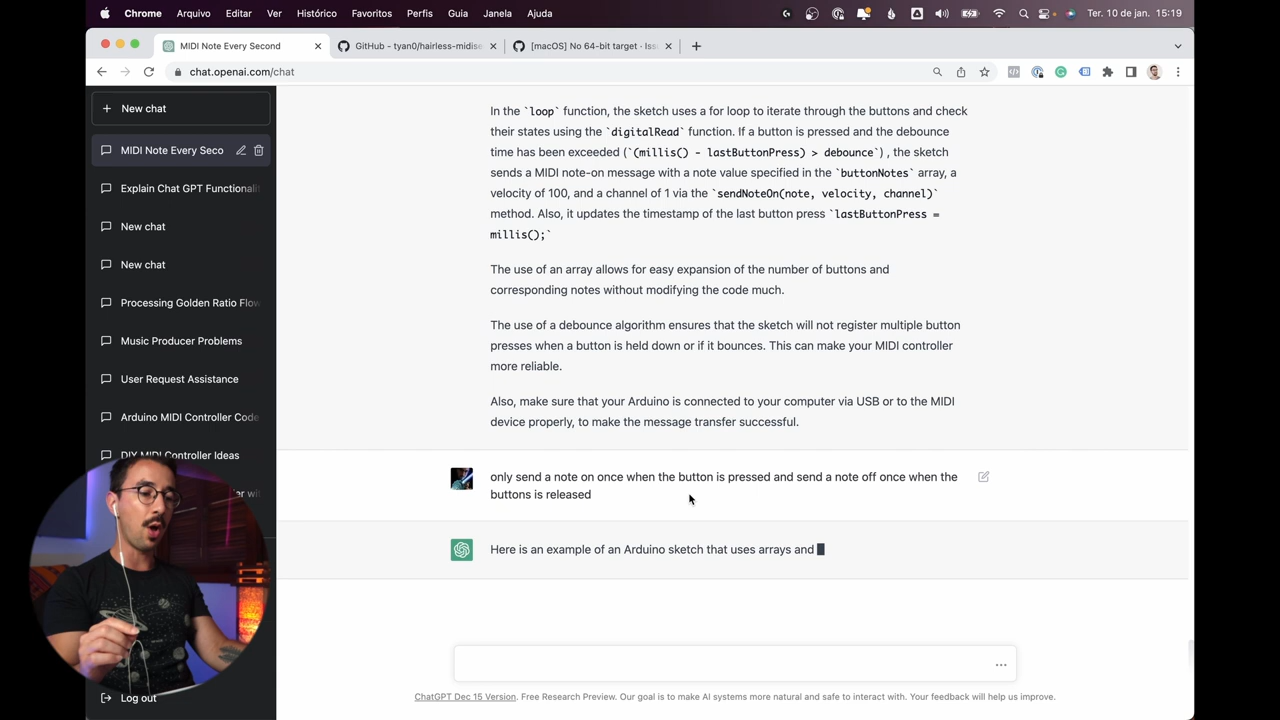 Chrome Arquivo Editar Ver Histórico Favoritos Perfis Guia Janela Ajuda Ter. 10 de jan. 15:19
MIDI Note Every Second
GitHub - tyan0/hairless-midise
[macOS] No 64-bit target · Iss
chat.openai.com/chat
New chat
MIDI Note Every Seco
Explain Chat GPT Functionali
New chat
New chat
Processing Golden Ratio Flow
Music Producer Problems
User Request Assistance
Arduino MIDI Controller Code
DIY MIDI Controller Ideas
er wi
Log out
In the `loop` function, the sketch uses a for loop to iterate through the buttons and check
their states using the `digitalRead` function. If a button is pressed and the debounce
time has been exceeded (`(millis() - lastButtonPress) > debounce`) , the sketch
sends a MIDI note-on message with a note value specified in the `buttonNotes` array, a
velocity of 100, and a channel of 1 via the `sendNoteOn(note, velocity, channel)`
method. Also, it updates the timestamp of the last button press `lastButtonPress =
millis();`
The use of an array allows for easy expansion of the number of buttons and
corresponding notes without modifying the code much.
The use of a debounce algorithm ensures that the sketch will not register multiple button
presses when a button is held down or if it bounces. This can make your MIDI controller
more reliable.
Also, make sure that your Arduino is connected to your computer via USB or to the MIDI
device properly, to make the message transfer successful.
only send a note on once when the button is pressed and send a note off once when the
buttons is released
Here is an example of an Arduino sketch that uses arrays and
ChatGPT Dec 15 Version. Free Research Preview. Our goal is to make AI systems more natural and safe to interact with. Your feedback will help us improve.